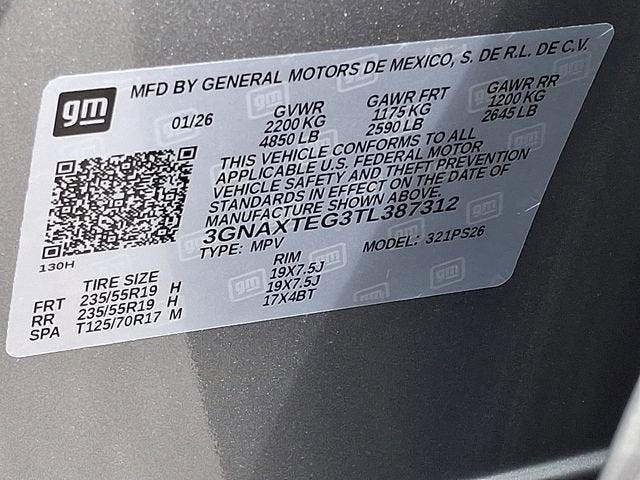 gm
MFD BY GENERAL MOTORS DE MEXICO, S. DE R.L. DE C.V.
01/26 GVWR GAWR FRT GAWR RR
2200 KG 1175 KG 1200 KG
4850 LB 2590 LB 2645 LB
THIS VEHICLE CONFORMS TO ALL
APPLICABLE U.S. FEDERAL MOTOR
VEHICLE SAFETY AND THEFT PREVENTION
STANDARDS IN EFFECT ON THE DATE OF
MANUFACTURE SHOWN ABOVE.
3GNAXTEG3TL387312
TYPE: MPV MODEL: 321PS26
130H
TIRE SIZE RIM
FRT 235/55R19 H 19X7.5J
RR 235/55R19 H 19X7.5J
SPA T125/70R17 M 17X4BT